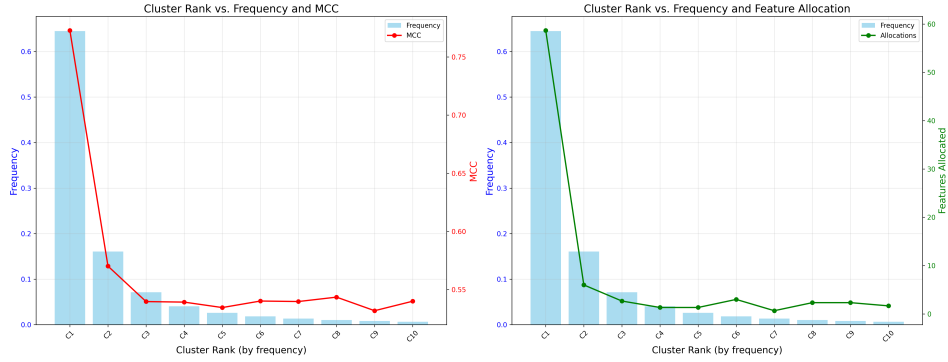 Cluster Rank vs. Frequency and MCC
Frequency
MCC
0.6
0.5
0.4
0.3
0.2
0.1
0.0
Frequency
0.75
0.70
0.65
0.60
0.55
MCC
C1
C2
C3
C4
C5
C6
C7
C8
C9
C10
Cluster Rank (by frequency)
Cluster Rank vs. Frequency and Feature Allocation
Frequency
Allocations
0.6
0.5
0.4
0.3
0.2
0.1
0.0
Frequency
60
50
40
30
20
10
0
Features Allocated
C1
C2
C3
C4
C5
C6
C7
C8
C9
C10
Cluster Rank (by frequency)